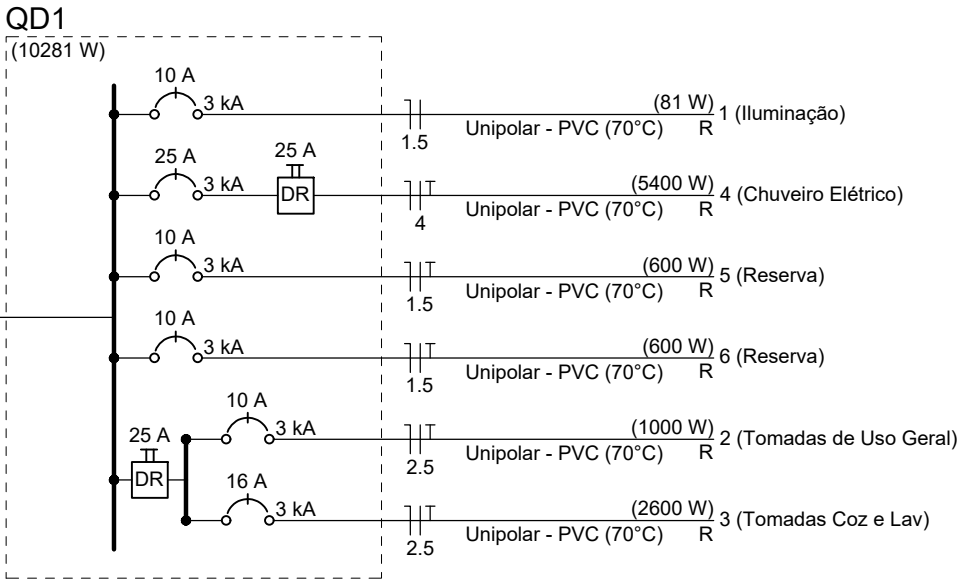 QD1
(10281 W)
10 A
3 kA
1.5
Unipolar - PVC (70°C)
(81 W)
R
1 (Iluminação)
25 A
3 kA
25 A
DR
T
4
Unipolar - PVC (70°C)
(5400 W)
R
4 (Chuveiro Elétrico)
10 A
3 kA
T
1.5
Unipolar - PVC (70°C)
(600 W)
R
5 (Reserva)
10 A
3 kA
T
1.5
Unipolar - PVC (70°C)
(600 W)
R
6 (Reserva)
25 A
DR
10 A
3 kA
T
2.5
Unipolar - PVC (70°C)
(1000 W)
R
2 (Tomadas de Uso Geral)
16 A
3 kA
T
2.5
Unipolar - PVC (70°C)
(2600 W)
R
3 (Tomadas Coz e Lav)